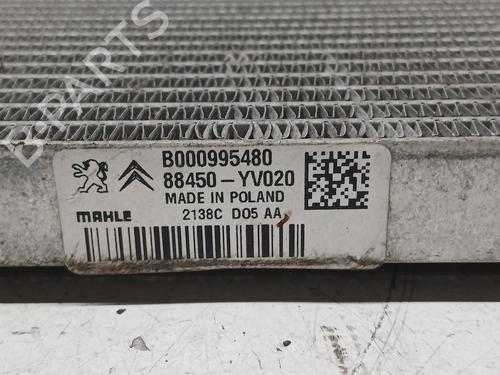 B-PARTS
B000995480
88450-YV020
MADE IN POLAND
MAHLE
2138C D05 AA